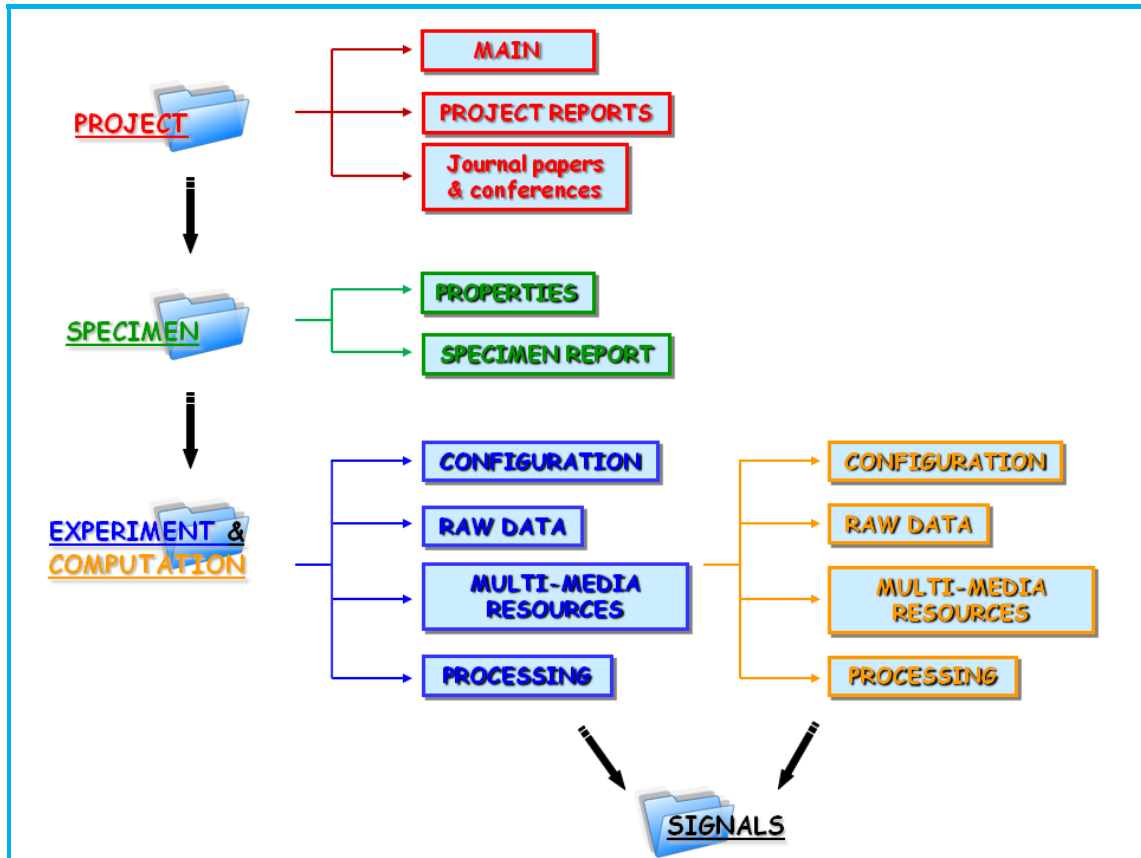 MAIN
PROJECT
PROJECT REPORTS
Journal papers
& conferences
SPECIMEN
PROPERTIES
SPECIMEN REPORT
EXPERIMENT &
COMPUTATION
CONFIGURATION
RAW DATA
MULTI-MEDIA
RESOURCES
PROCESSING
CONFIGURATION
RAW DATA
MULTI-MEDIA
RESOURCES
PROCESSING
SIGNALS